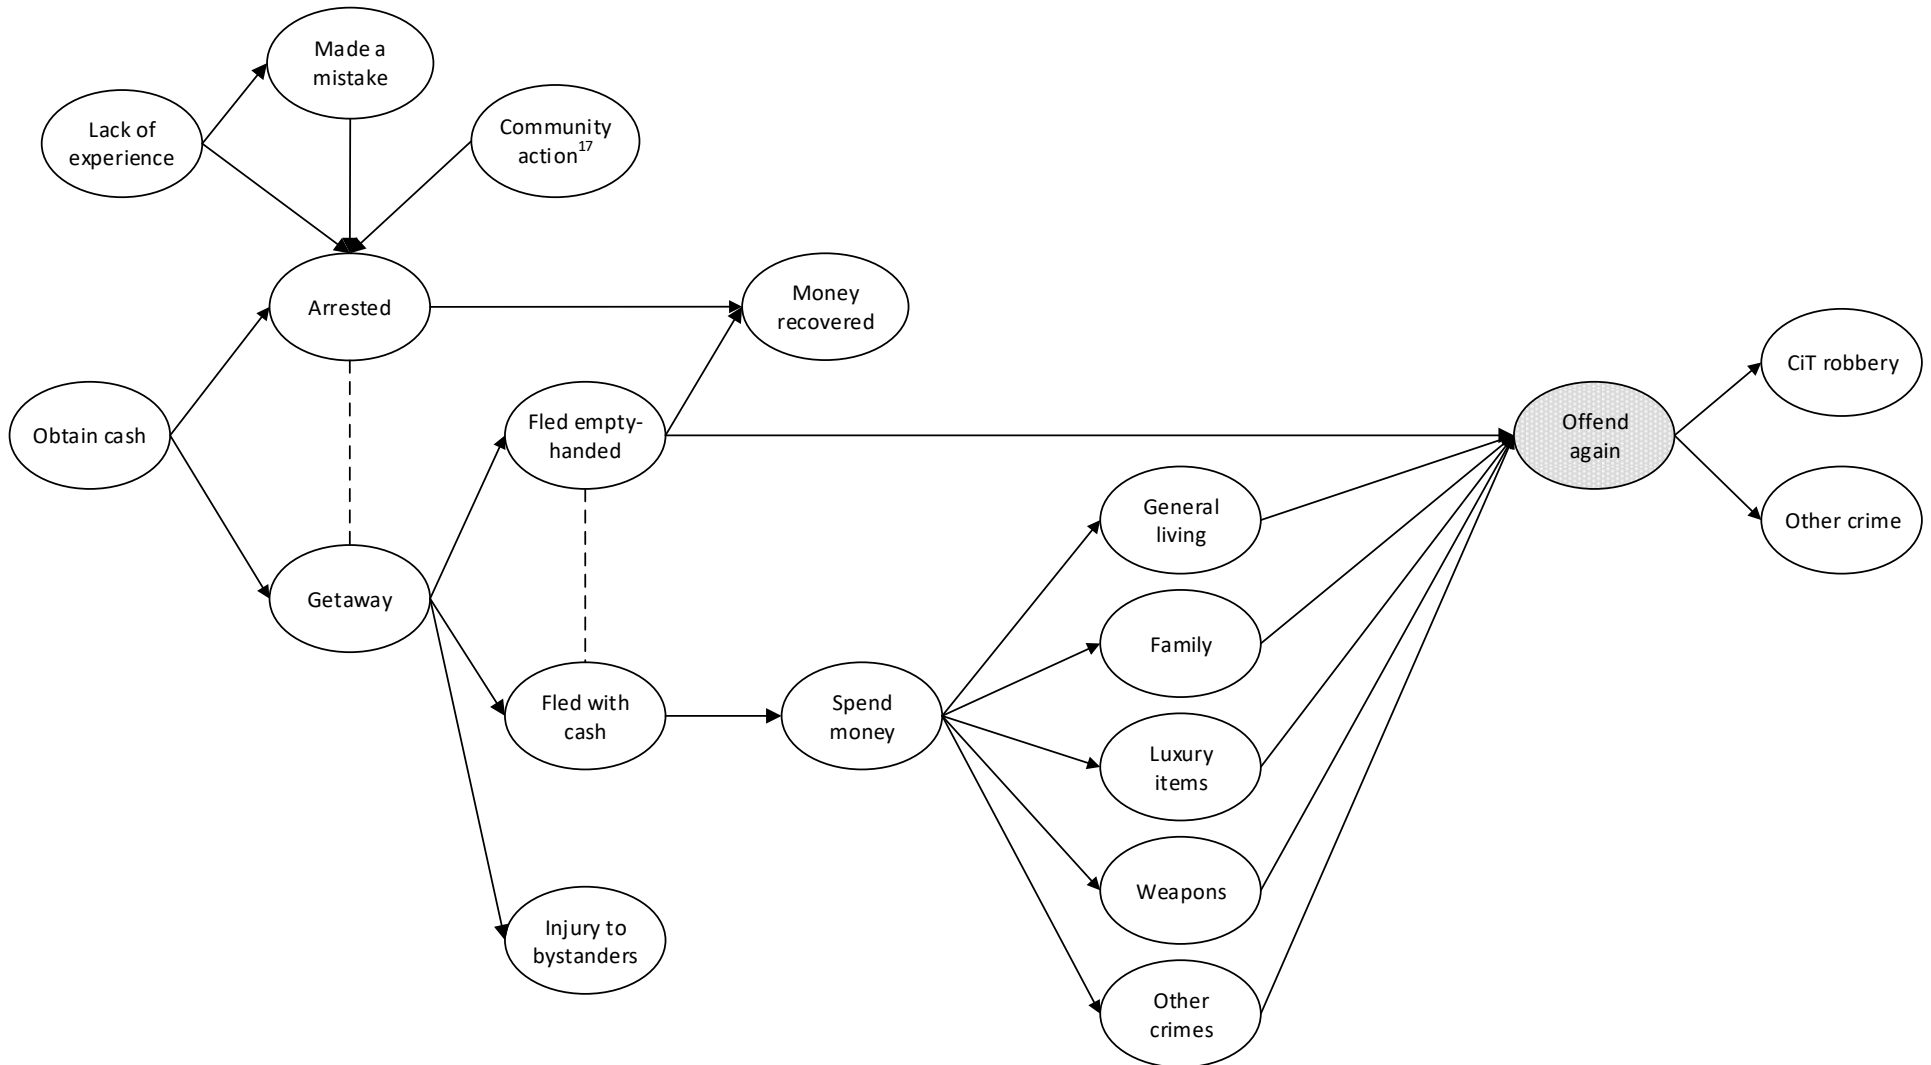 Made a
mistake
Lack of
experience
Community
action17
Arrested
Money
recovered
Obtain cash
Fled empty-
handed
Offend
again
CiT robbery
General
living
Other crime
Getaway
Family
Fled with
cash
Spend
money
Luxury
items
Weapons
Injury to
bystanders
Other
crimes